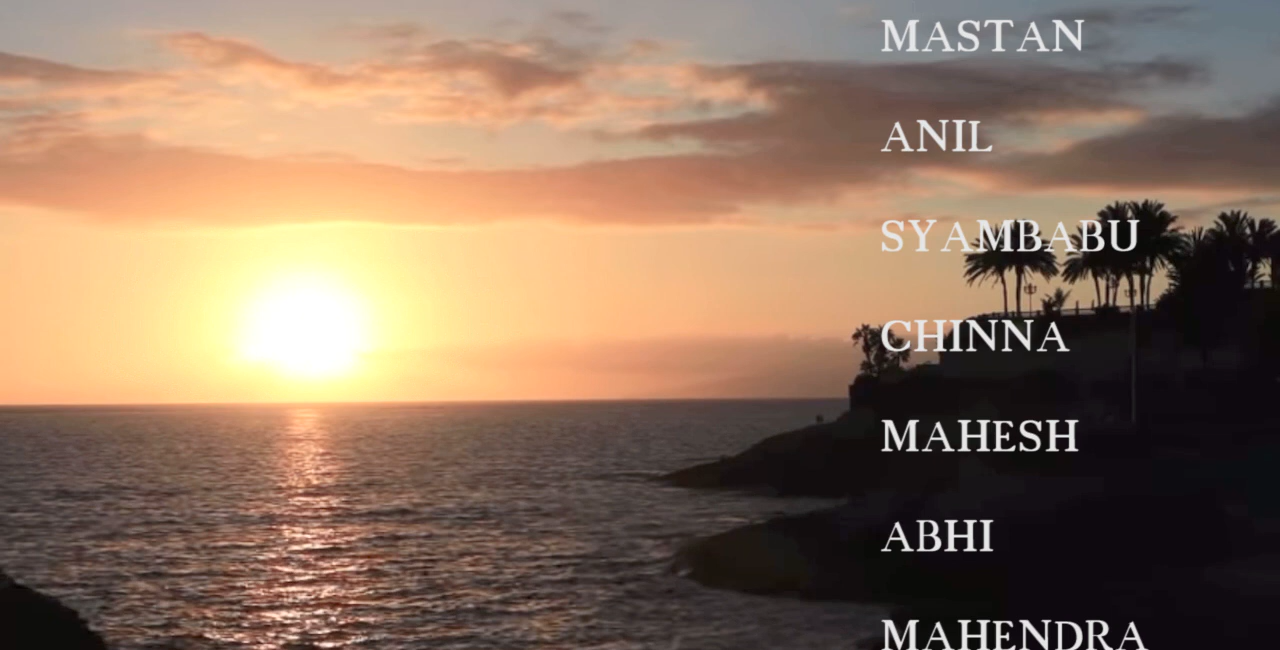 MASTAN
ANIL
SYAMBABU
CHINNA
MAHESH
ABHI
MAHENDRA